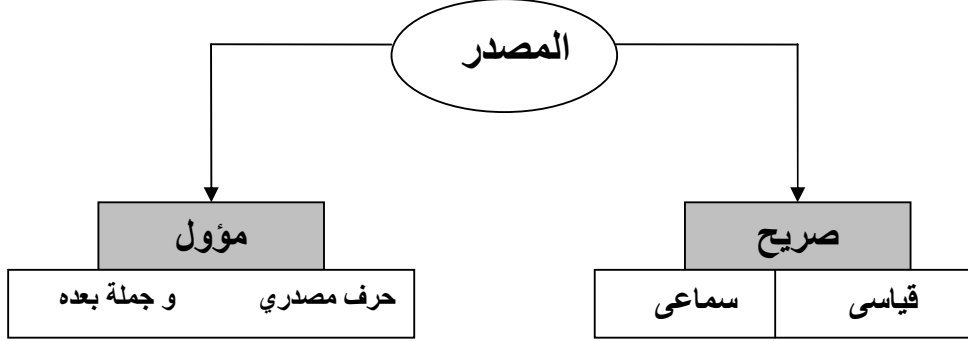 المصدر
صريح
مؤول
قياسى
سماعى
حرف مصدري و جملة بعده